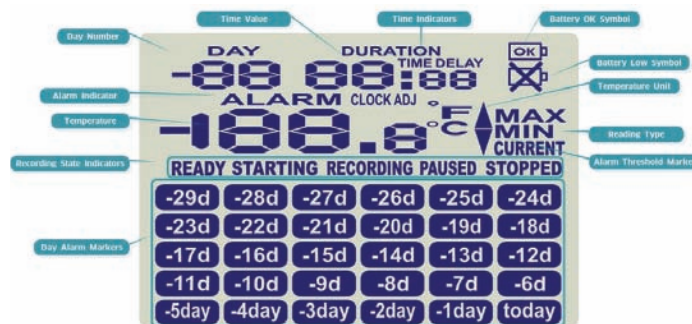 Time Value
Time Indicators
Battery OK Symbol
Day Number
DAY
DURATION
OK
-88
88:88
TIME DELAY
Battery Low Symbol
Temperature Unit
Alarm Indicator
ALARM
CLOCK ADJ
Temperature
-188.8
°F
°C
MAX
MIN
CURRENT
Reading Type
Recording State Indicators
READY STARTING RECORDING PAUSED STOPPED
Alarm Threshold Marke
-29d -28d -27d -26d -25d -24d
-23d -22d -21d -20d -19d -18d
Day Alarm Markers
-17d -16d -15d -14d -13d -12d
-11d -10d -9d -8d -7d -6d
-5day -4day -3day -2day -1day today